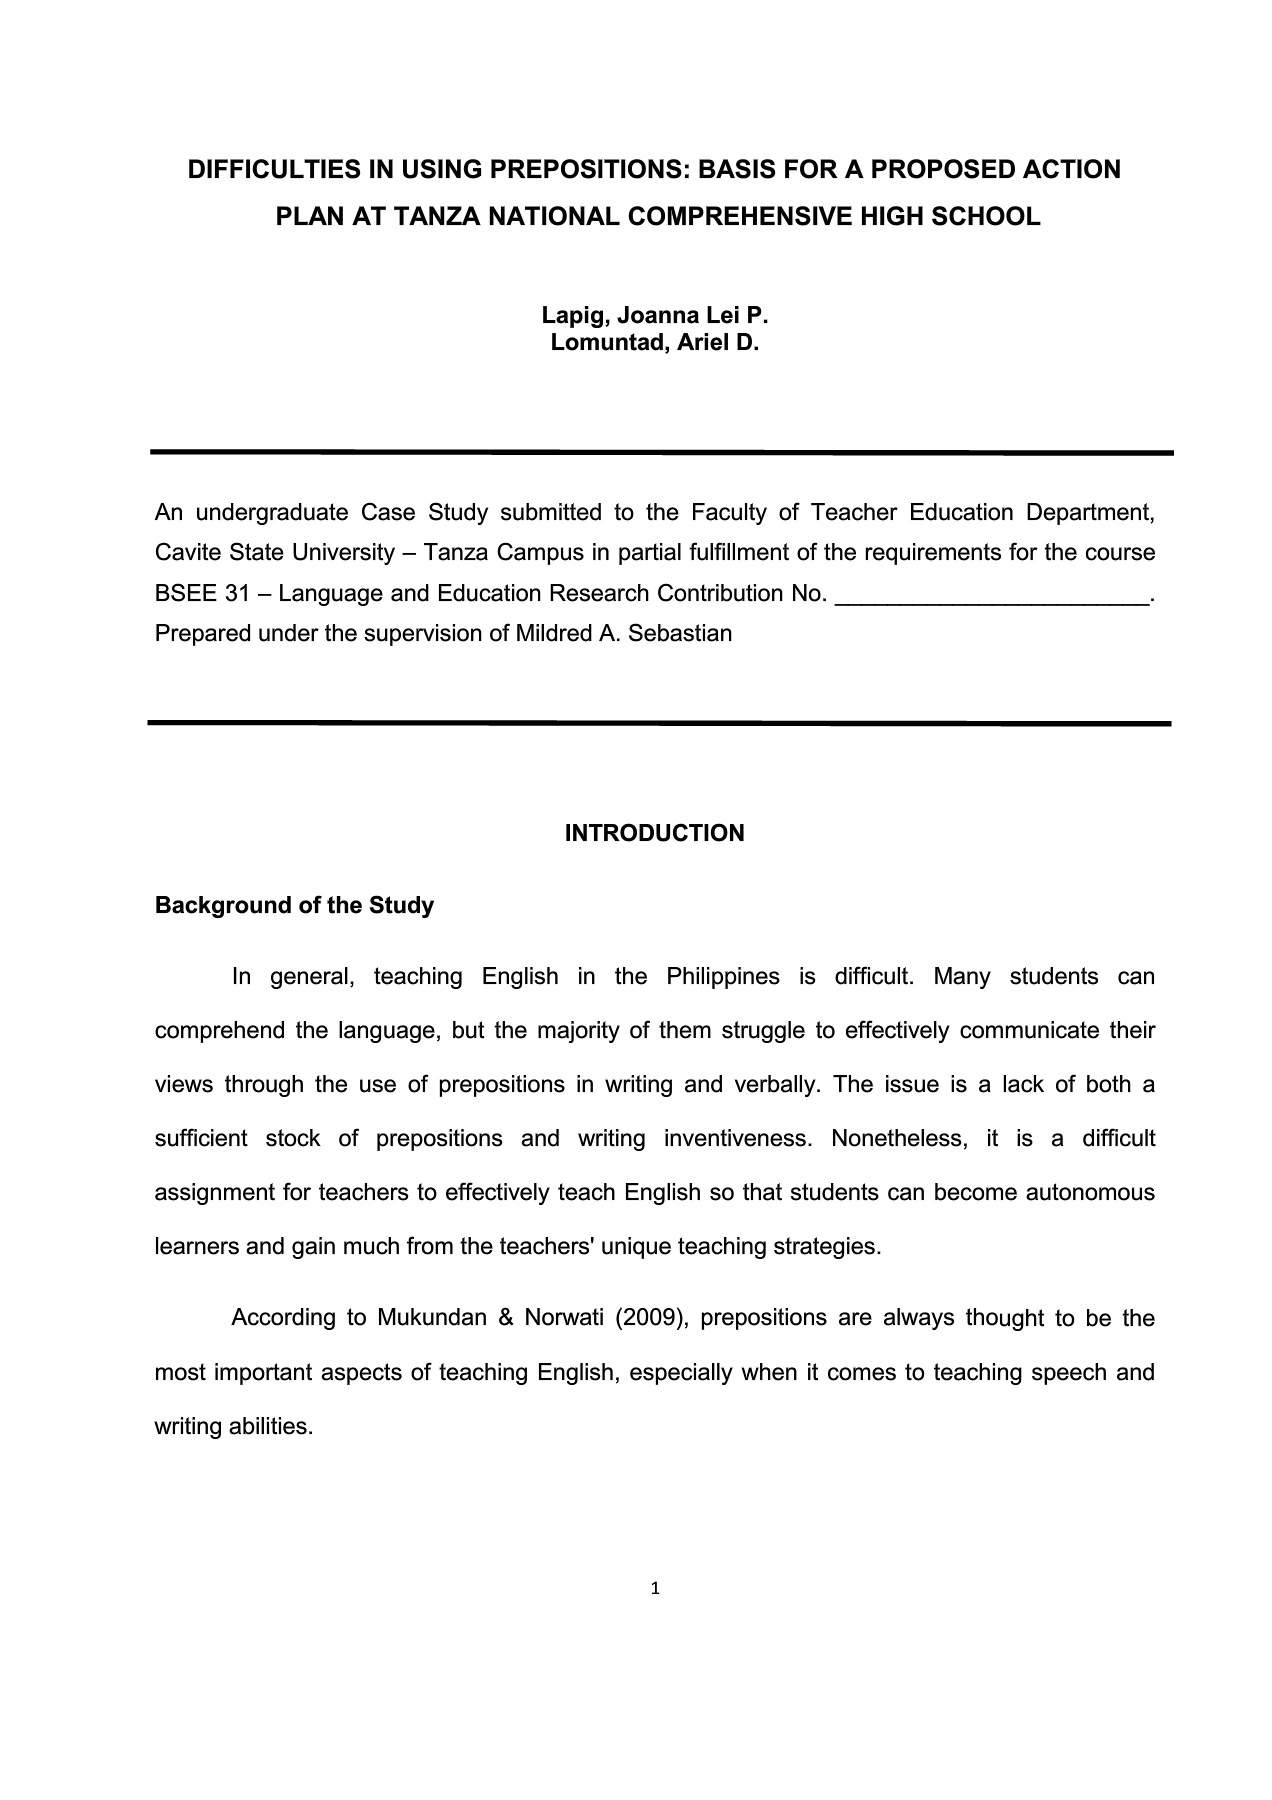 DIFFICULTIES IN USING PREPOSITIONS: BASIS FOR A PROPOSED ACTION
PLAN AT TANZA NATIONAL COMPREHENSIVE HIGH SCHOOL
Lapig, Joanna Lei P.
Lomuntad, Ariel D.
An undergraduate Case Study submitted to the Faculty of Teacher Education Department,
Cavite State University – Tanza Campus in partial fulfillment of the requirements for the course
BSEE 31 – Language and Education Research Contribution No. ________________________.
Prepared under the supervision of Mildred A. Sebastian
INTRODUCTION
Background of the Study
In general, teaching English in the Philippines is difficult. Many students can
comprehend the language, but the majority of them struggle to effectively communicate their
views through the use of prepositions in writing and verbally. The issue is a lack of both a
sufficient stock of prepositions and writing inventiveness. Nonetheless, it is a difficult
assignment for teachers to effectively teach English so that students can become autonomous
learners and gain much from the teachers' unique teaching strategies.
According to Mukundan & Norwati (2009), prepositions are always thought to be the
most important aspects of teaching English, especially when it comes to teaching speech and
writing abilities.
1